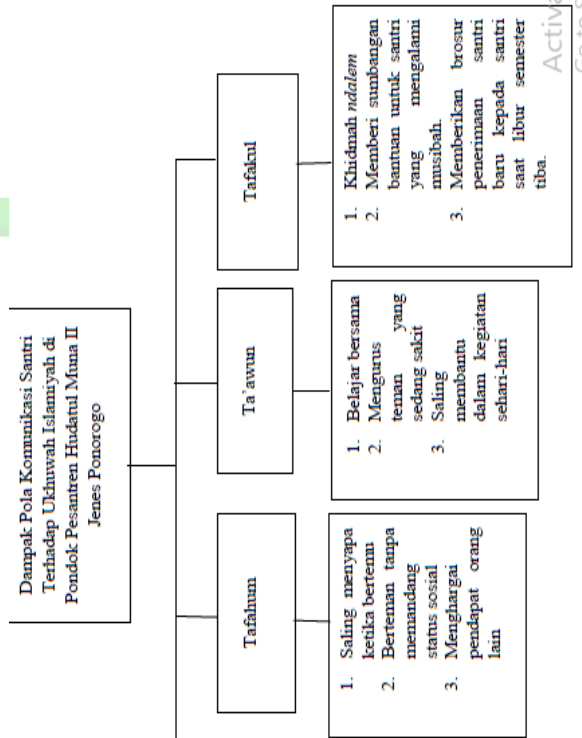 Dampak Pola Komunikasi Santri
Terhadap Ukhuwah Islamiyah di
Pondok Pesantren Hudatul Muna II
Jenes Ponorogo
Tafahum
Ta'awun
Tafakul
1. Saling menyapa
ketika bertemu
2. Berteman tanpa
memandang
status sosial
3. Menghargai
pendapat orang
lain
1. Belajar bersama
2. Mengurus
teman yang
sedang sakit
3. Saling
membantu
dalam kegiatan
sehari-hari
1. Khidmah ndalem
2. Memberi sumbangan
bantuan untuk santri
yang mengalami
musibah.
3. Memberikan brosur
penerimaan santri
baru kepada santri
saat libur semester
tiba.